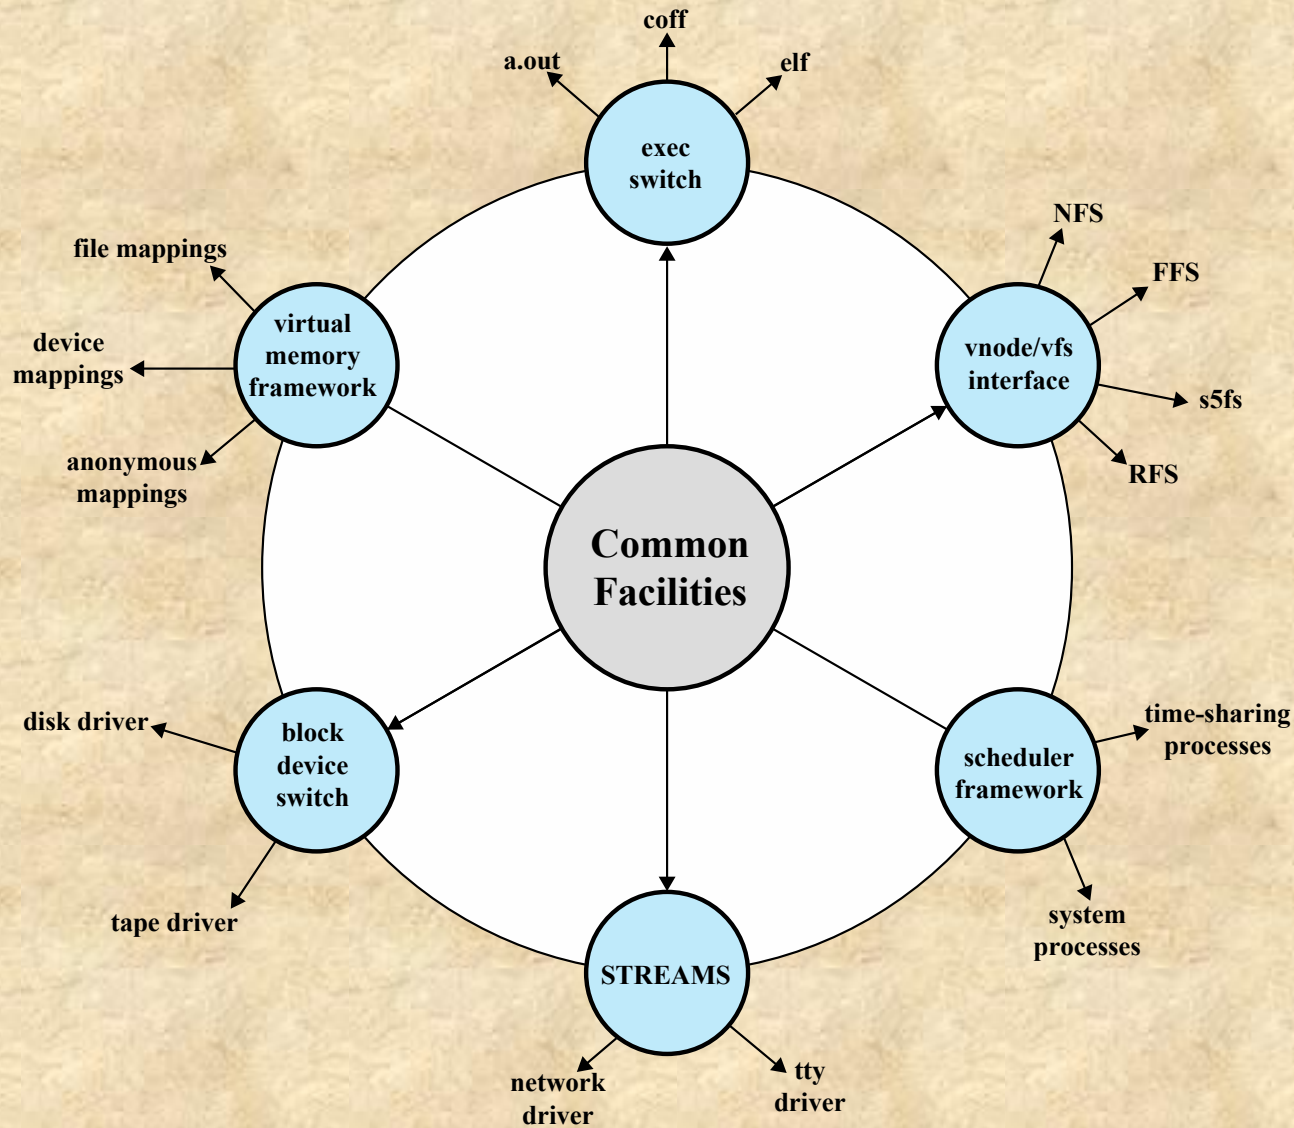 coff
a.out
elf
exec
switch
NFS
FFS
s5fs
RFS
vnode/vfs
interface
file mappings
device
mappings
anonymous
mappings
virtual
memory
framework
Common
Facilities
disk driver
tape driver
block
device
switch
time-sharing
processes
scheduler
framework
system
processes
STREAMS
network
driver
tty
driver